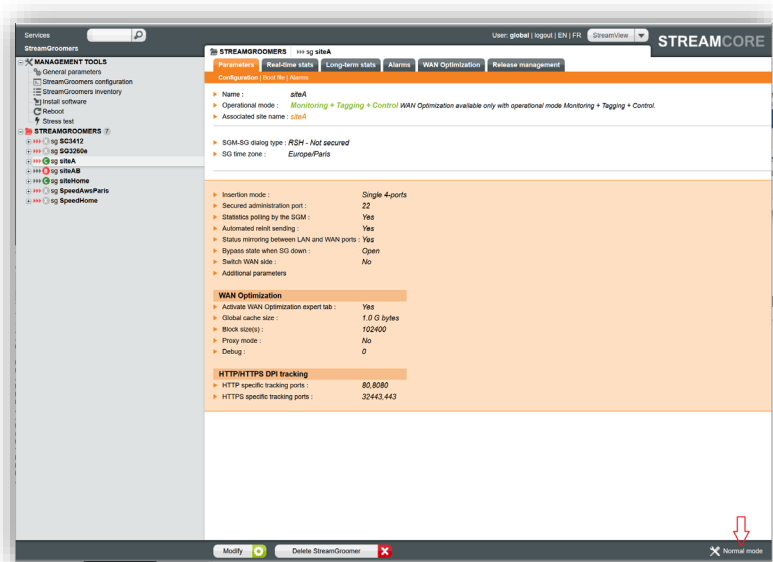 Services
User: global | logout | EN | FR StreamView
STREAMCORE
StreamGroomers
MANAGEMENT TOOLS
General parameters
StreamGroomers configuration
StreamGroomers inventory
Install software
Reboot
Stress test
STREAMGROOMERS 7
sg SC3412
sg SG3260e
C sg siteA
B sg siteAB
C sg siteHome
sg SpeedAwsParis
sg SpeedHome
STREAMGROOMERS sg siteA
Parameters Real-time stats Long-term stats Alarms WAN Optimization Release management
Configuration | Boot file | Alarms
Name : siteA
Operational mode : Monitoring + Tagging + Control WAN Optimization available only with operational mode Monitoring + Tagging + Control.
Associated site name : siteA
SGM-SG dialog type : RSH - Not secured
SG time zone : Europe/Paris
Insertion mode : Single 4-ports
Secured administration port : 22
Statistics polling by the SGM : Yes
Automated reinit sending : Yes
Status mirroring between LAN and WAN ports : Yes
Bypass state when SG down : Open
Switch WAN side : No
Additional parameters
WAN Optimization
Activate WAN Optimization expert tab : Yes
Global cache size : 1.0 G bytes
Block size(s) : 102400
Proxy mode : No
Debug : 0
HTTP/HTTPS DPI tracking
HTTP specific tracking ports : 80,8080
HTTPS specific tracking ports : 32443,443
Modify Delete StreamGroomer Normal mode